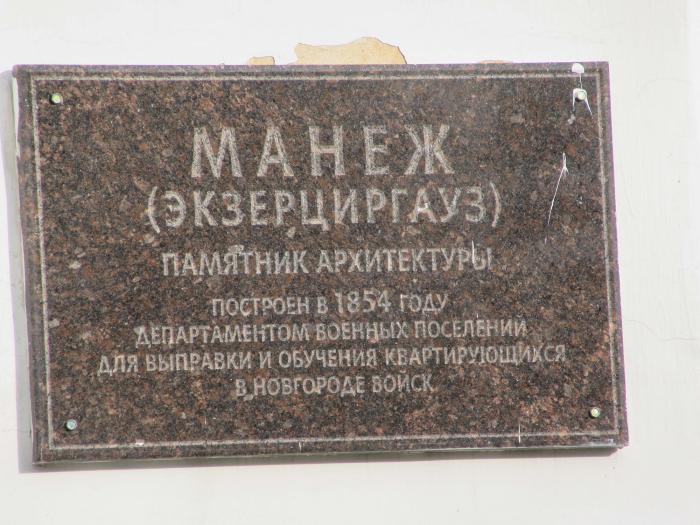 МАНЕЖ
(ЭКЗЕРЦИРГАУЗ)
ПАМЯТНИК АРХИТЕКТУРЫ
ПОСТРОЕН В 1854 ГОДУ
ДЕПАРТАМЕНТОМ ВОЕННЫХ ПОСЕЛЕНИЙ
ДЛЯ ВЫПРАВКИ И ОБУЧЕНИЯ КВАРТИРУЮЩИХСЯ
В НОВГОРОДЕ ВОЙСК